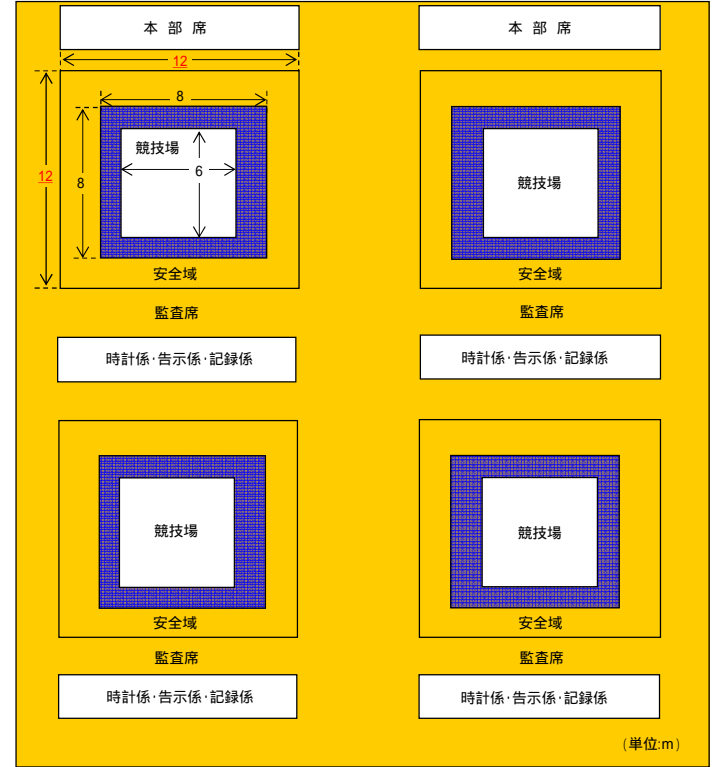 本 部 席
本 部 席
12
8
競技場
12
8
6
競技場
安全域
安全域
監査席
監査席
時計係·告示係·記録係
時計係·告示係·記録係
競技場
競技場
安全域
安全域
監査席
監査席
時計係·告示係·記録係
時計係·告示係·記録係
(単位:m)